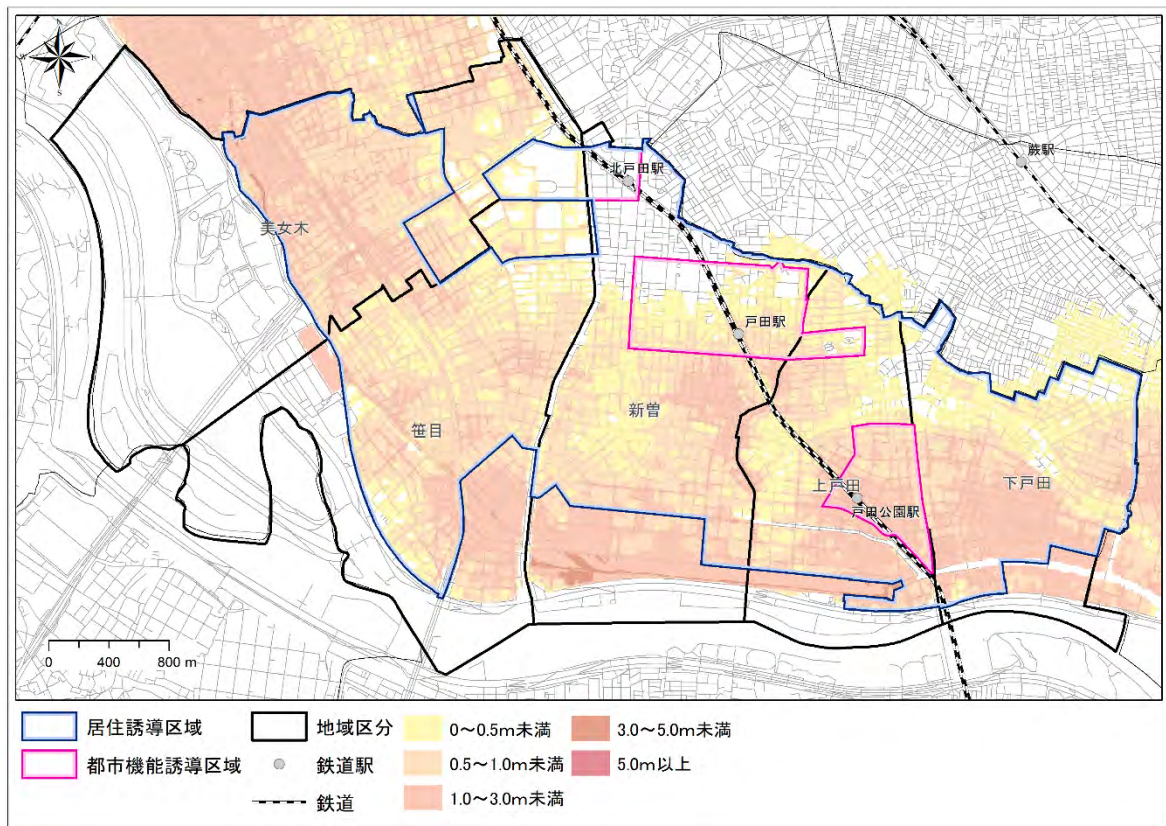 N
W
E
S
北戸田駅
蕨駅
美女木
戸田駅
笹目
新曽
上戸田
下戸田
戸田公園駅
0 400 800 m
居住誘導区域
地域区分
0~0.5m未満
3.0~5.0m未満
都市機能誘導区域
鉄道駅
0.5~1.0m未満
5.0m以上
鉄道
1.0~3.0m未満